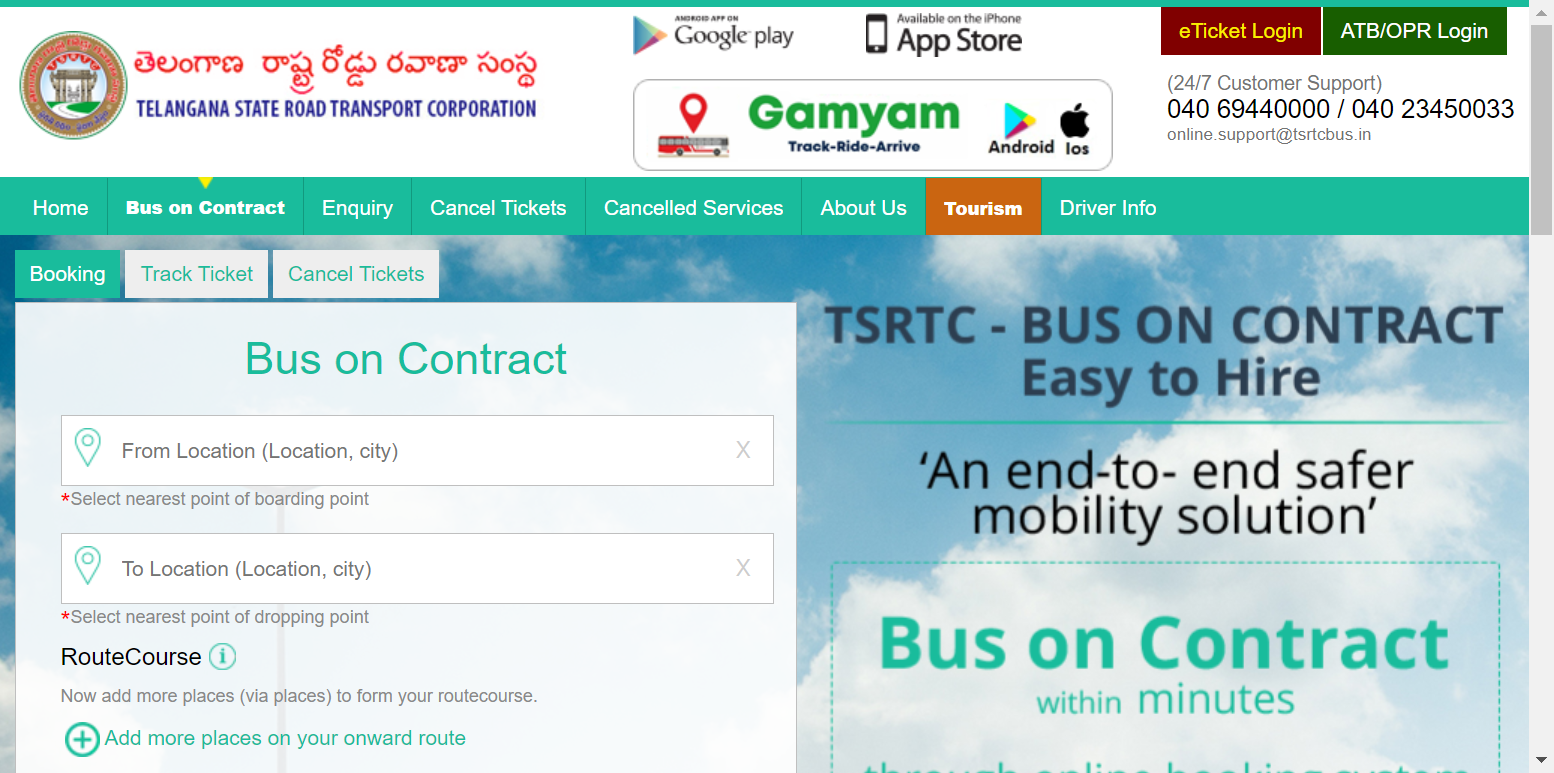 తెలంగాణ రాష్ట్ర రోడ్డు రవాణా సంస్థ
TELANGANA STATE ROAD TRANSPORT CORPORATION
ANDROID APP ON
Google play
Available on the iPhone
App Store
Gamyam
Track-Ride-Arrive
Android Ios
eTicket Login
ATB/OPR Login
(24/7 Customer Support)
040 69440000 / 040 23450033
online.support@tsrtcbus.in
Home Bus on Contract Enquiry Cancel Tickets Cancelled Services About Us Tourism Driver Info
Booking Track Ticket Cancel Tickets
Bus on Contract
From Location (Location, city) X
*Select nearest point of boarding point
To Location (Location, city) X
*Select nearest point of dropping point
RouteCourse i
Now add more places (via places) to form your routecourse.
Add more places on your onward route
TSRTC - BUS ON CONTRACT
Easy to Hire
‘An end-to- end safer
mobility solution’
Bus on Contract
within minutes
through online booking system